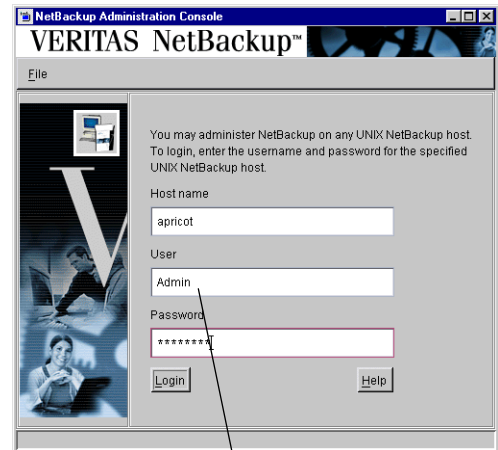 NetBackup Administration Console
VERITAS NetBackup™
File
You may administer NetBackup on any UNIX NetBackup host.
To login, enter the username and password for the specified
UNIX NetBackup host.
Host name
apricot
User
Admin
Password
********
Login
Help